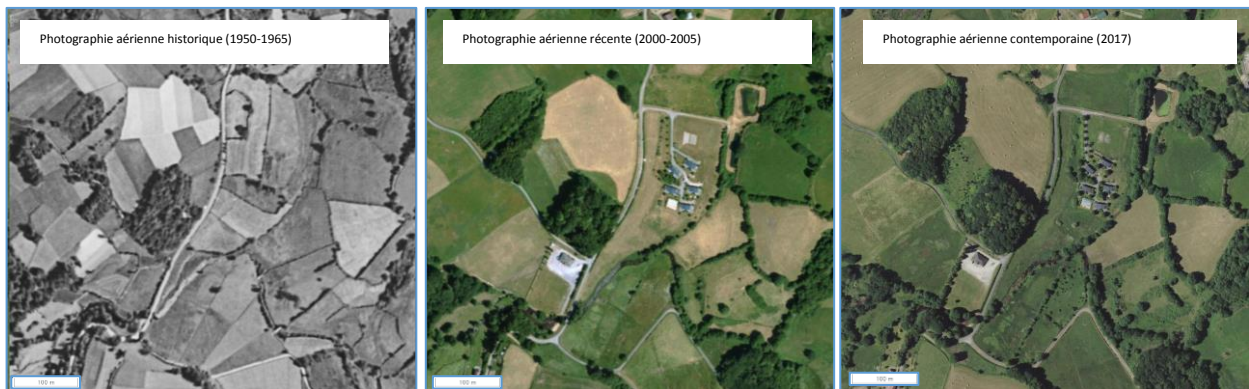 Photographie aérienne historique (1950-1965)
Photographie aérienne récente (2000-2005)
Photographie aérienne contemporaine (2017)
100 m
100 m
100 m